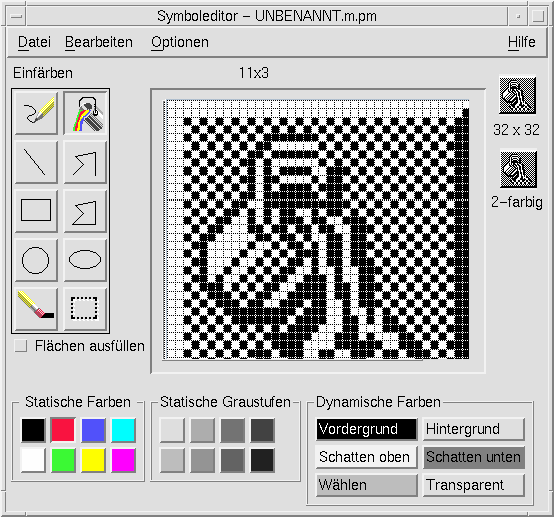 Symboleditor – UNBENANNT.m.pm
Datei Bearbeiten Optionen Hilfe
Einfärben 11x3
32 x 32
2–farbig
Flächen ausfüllen
Statische Farben Statische Graustufen Dynamische Farben
Vordergrund Hintergrund
Schatten oben Schatten unten
Wählen Transparent